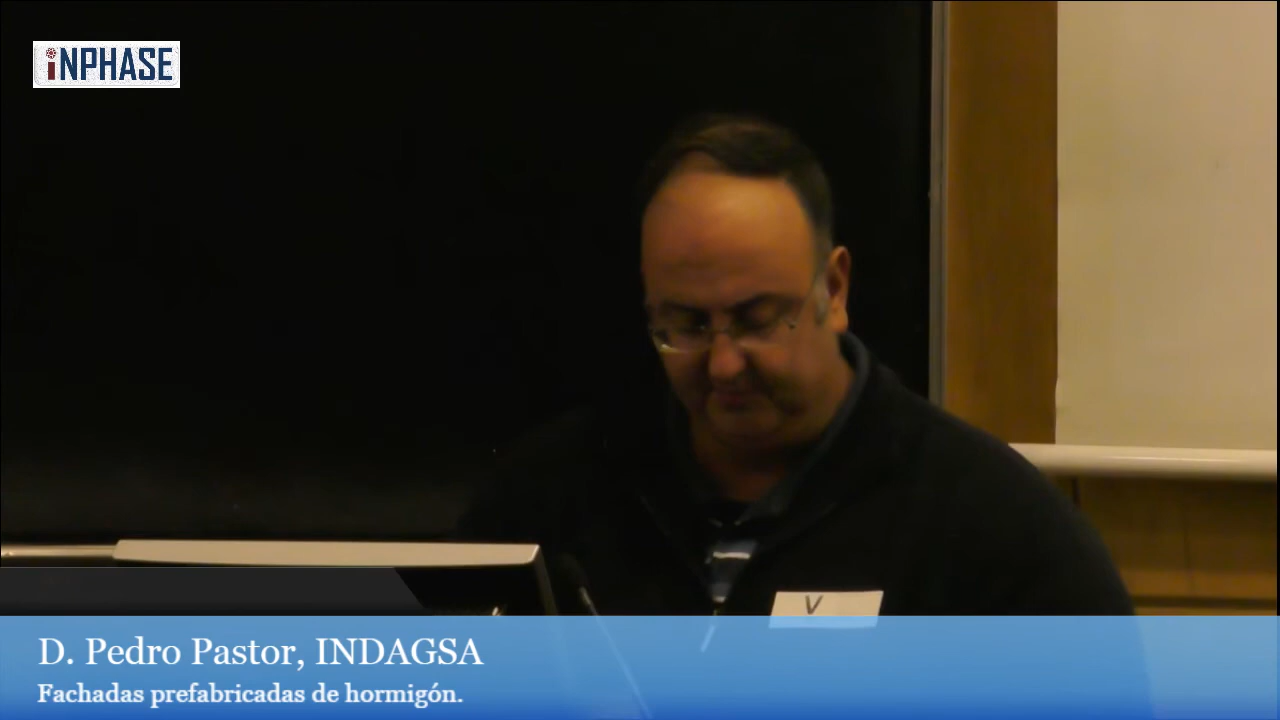 iNPHASE
V
D. Pedro Pastor, INDAGSA
Fachadas prefabricadas de hormigón.